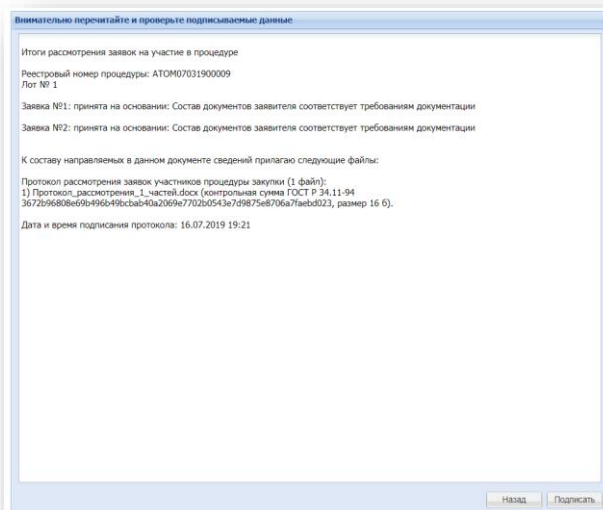 Внимательно перечитайте и проверьте подписываемые данные
Итоги рассмотрения заявок на участие в процедуре
Реестровый номер процедуры: ATOM07031900009
Лот № 1
Заявка №1: принята на основании: Состав документов заявителя соответствует требованиям документации
Заявка №2: принята на основании: Состав документов заявителя соответствует требованиям документации
К составу направляемых в данном документе сведений прилагаю следующие файлы:
Протокол рассмотрения заявок участников процедуры закупки (1 файл):
1) Протокол_рассмотрения_1_частей.docx (контрольная сумма ГОСТ Р 34.11-94
3672b96808e69b496b49bcbab40a2069e7702b0543e7d9875e8706a7faebd023, размер 16 б).
Дата и время подписания протокола: 16.07.2019 19:21
Назад Подписать